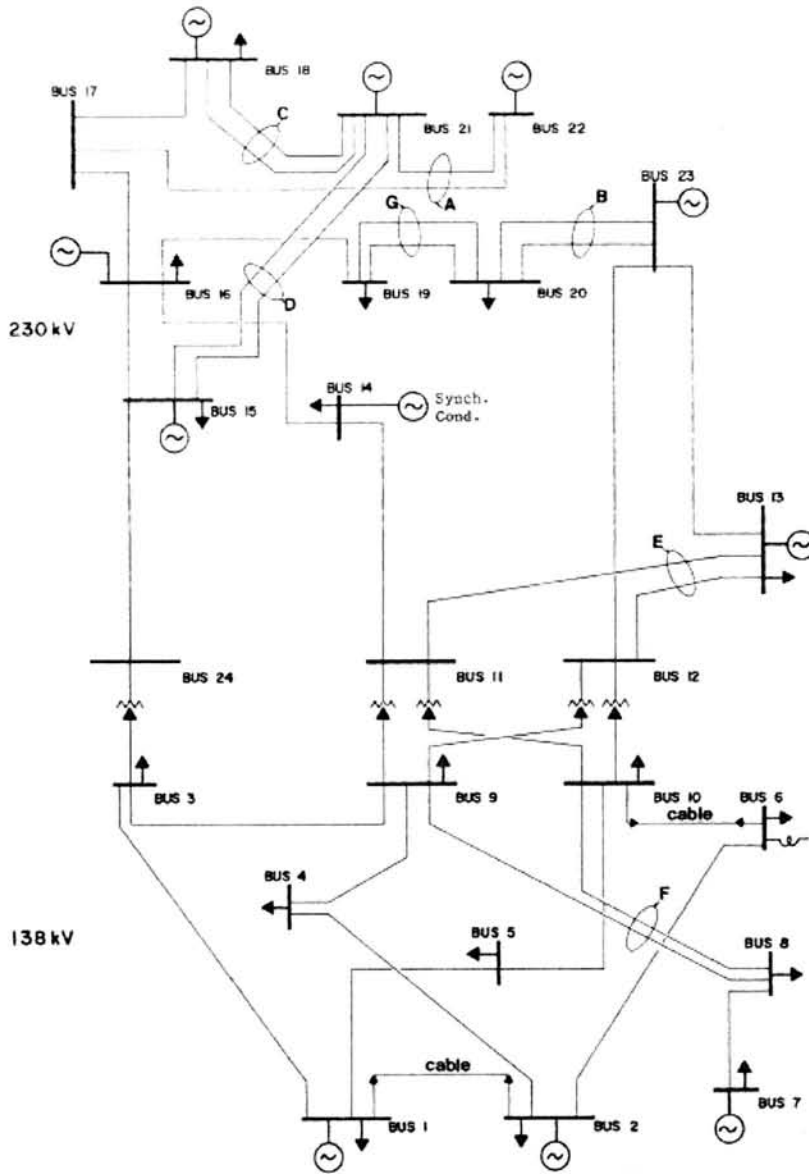 BUS 18
BUS 17
C
BUS 21
BUS 22
A
BUS 23
G
B
BUS 16
D
BUS 19
BUS 20
230 kV
BUS 14
Synch.
Cond.
BUS 15
BUS 13
E
BUS 24
BUS 11
BUS 12
BUS 3
BUS 9
BUS 10
BUS 6
cable
BUS 4
F
138 kV
BUS 5
BUS 8
cable
BUS 7
BUS 1
BUS 2